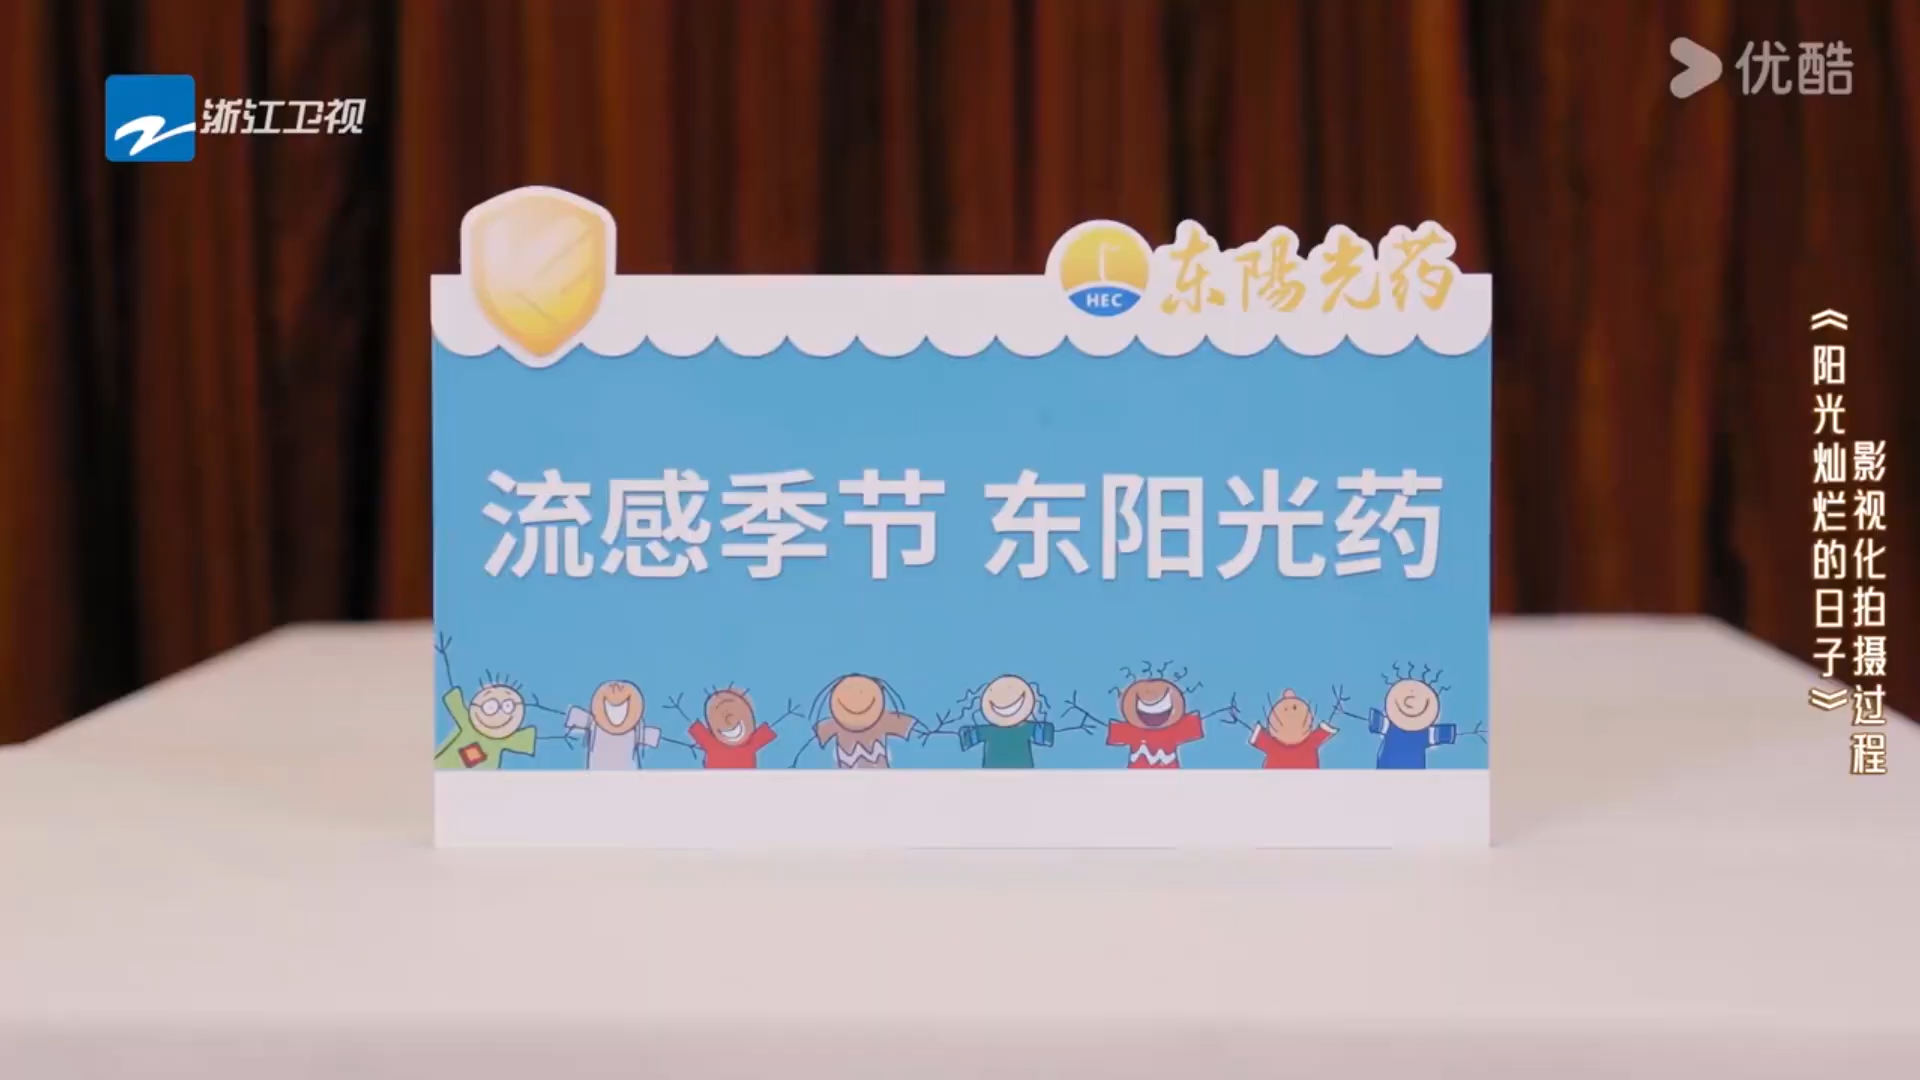 浙江卫视
优酷
HEC
东陽光药
流感季节 东阳光药
《阳光灿烂的日子》
影视化拍摄过程